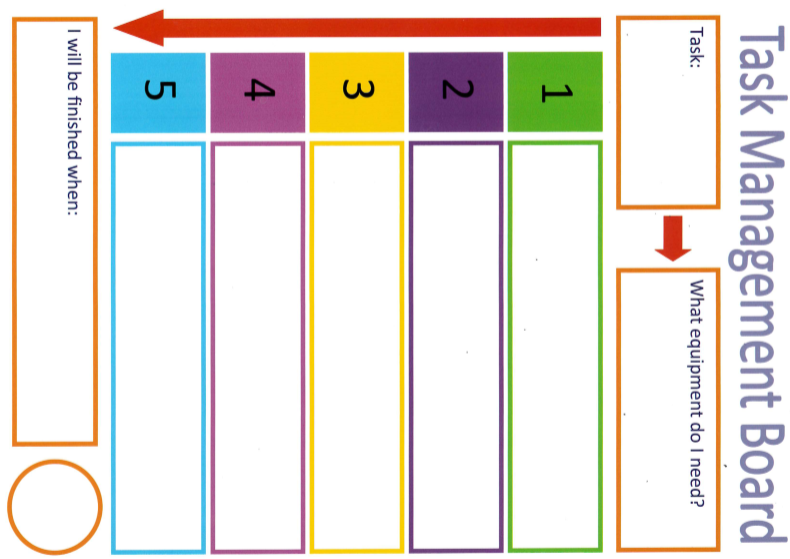 Task Management Board
Task:
What equipment do I need?
1
2
3
4
5
I will be finished when: